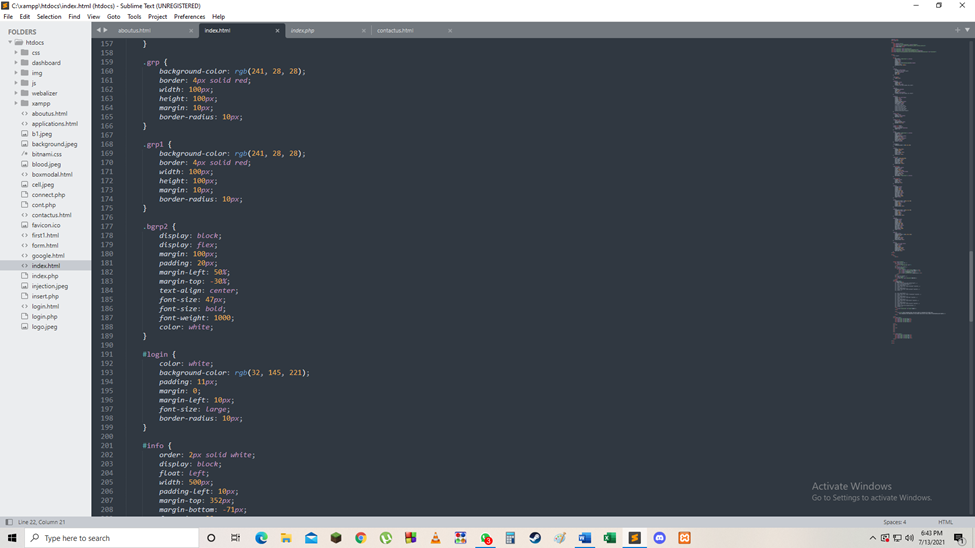 C:\xampp\htdocs\index.html (htdocs) - Sublime Text (UNREGISTERED)
File Edit Selection Find View Goto Tools Project Preferences Help
FOLDERS
htdocs
css
dashboard
img
js
webalizer
xampp
aboutus.html
applications.html
b1.jpeg
background.jpeg
bitnami.css
blood.jpeg
boxmodal.html
cell.jpeg
connect.php
cont.php
contactus.html
favicon.ico
first1.html
form.html
google.html
index.html
index.php
injection.jpeg
insert.php
login.html
login.php
logo.jpeg
aboutus.html index.html index.php contactus.html
157 }
158
159 .grp {
160 background-color: rgb(241, 28, 28);
161 border: 4px solid red;
162 width: 100px;
163 height: 100px;
164 margin: 10px;
165 border-radius: 10px;
166 }
167
168 .grp1 {
169 background-color: rgb(241, 28, 28);
170 border: 4px solid red;
171 width: 100px;
172 height: 100px;
173 margin: 10px;
174 border-radius: 10px;
175 }
176
177 .bgrp2 {
178 display: block;
179 display: flex;
180 margin: 100px;
181 padding: 20px;
182 margin-left: 50%;
183 margin-top: -30%;
184 text-align: center;
185 font-size: 47px;
186 font-size: bold;
187 font-weight: 1000;
188 color: white;
189 }
190
191 #login {
192 color: white;
193 background-color: rgb(32, 145, 221);
194 padding: 11px;
195 margin: 0;
196 margin-left: 10px;
197 font-size: large;
198 border-radius: 10px;
199 }
200
201 #info {
202 order: 2px solid white;
203 display: block;
204 float: left;
205 width: 500px;
206 padding-left: 10px;
207 margin-top: 352px;
208 margin-bottom: -71px;
Activate Windows
Go to Settings to activate Windows.
Line 22, Column 21 Spaces: 4 HTML
Type here to search
6:43 PM
7/13/2021